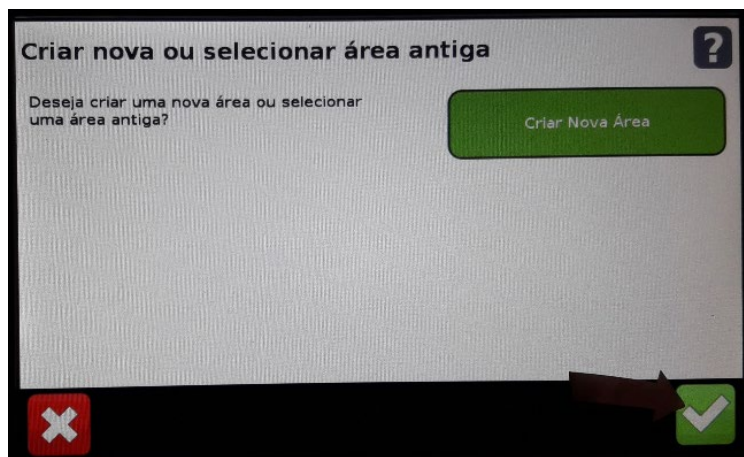 Criar nova ou selecionar área antiga
?
Deseja criar uma nova área ou selecionar
uma área antiga?
Criar Nova Área